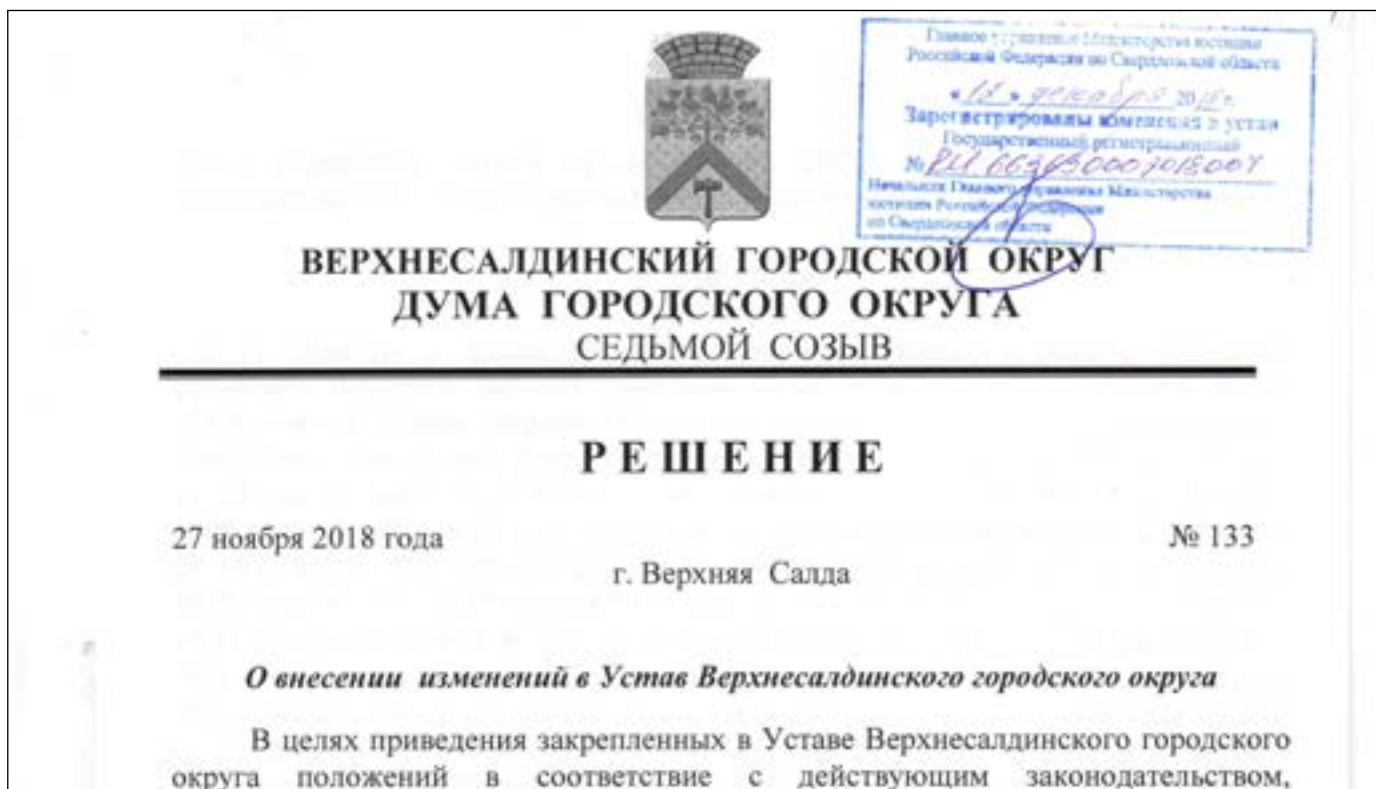 Главное управление Министерства юстиции
Российской Федерации по Свердловской области
« » декабря 20 г.
Зарегистрированы изменения в устав
Государственный регистрационный
№ RU
Начальник Главного управления Министерства
юстиции Российской Федерации
по Свердловской области
ВЕРХНЕСАЛДИНСКИЙ ГОРОДСКОЙ ОКРУГ
ДУМА ГОРОДСКОГО ОКРУГА
СЕДЬМОЙ СОЗЫВ
РЕШЕНИЕ
27 ноября 2018 года № 133
г. Верхняя Салда
О внесении изменений в Устав Верхнесалдинского городского округа
В целях приведения закрепленных в Уставе Верхнесалдинского городского
округа положений в соответствие с действующим законодательством,